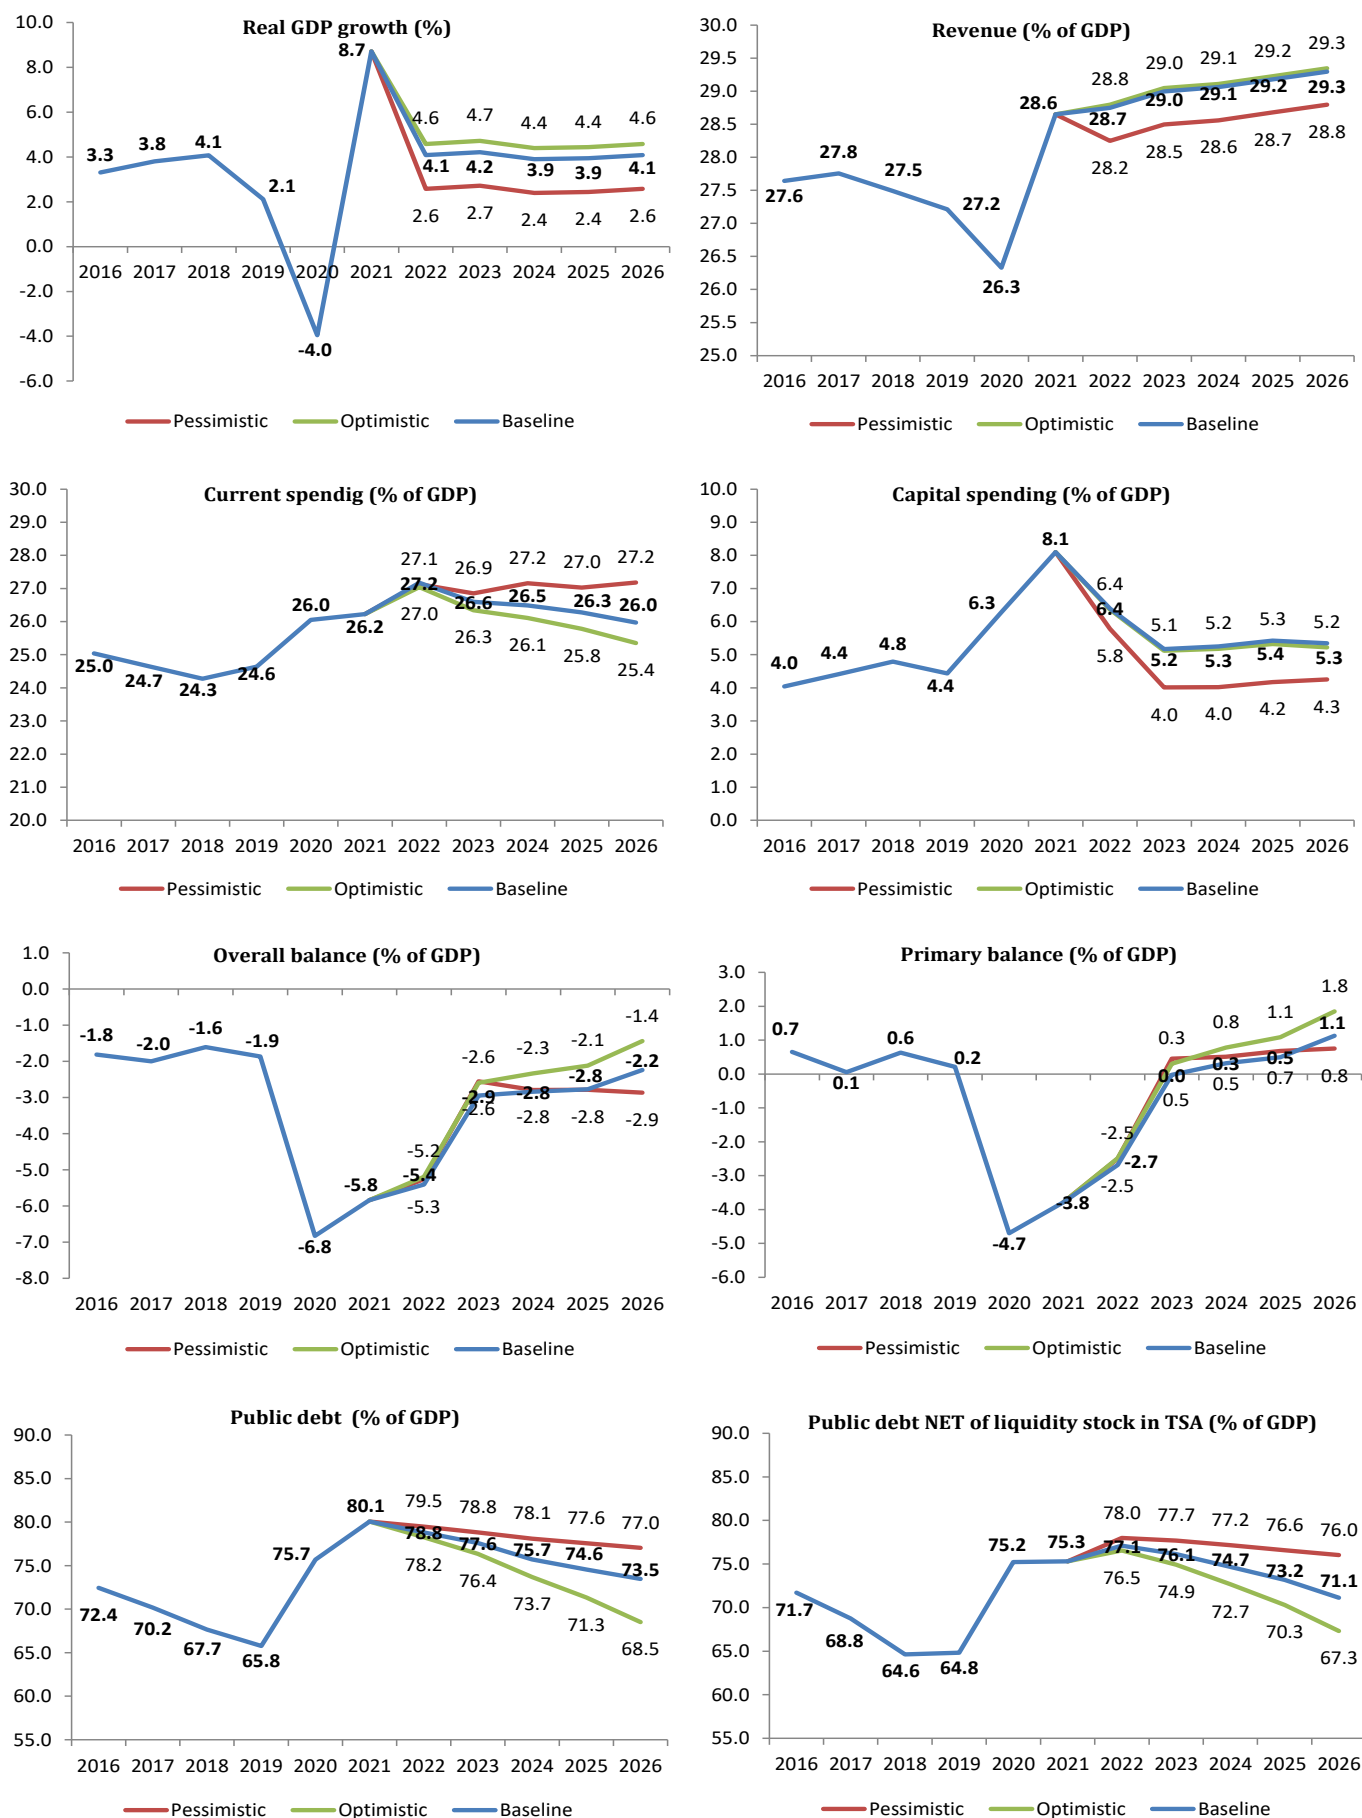 Real GDP growth (%)
10.0
8.0
6.0
4.0
2.0
0.0
-2.0
-4.0
-6.0
3.3 3.8 4.1 2.1 -4.0 8.7
4.6 4.7 4.4 4.4 4.6
4.1 4.2 3.9 3.9 4.1
2.6 2.7 2.4 2.4 2.6
2016 2017 2018 2019 2020 2021 2022 2023 2024 2025 2026
Pessimistic Optimistic Baseline
Revenue (% of GDP)
30.0
29.5
29.0
28.5
28.0
27.5
27.0
26.5
26.0
25.5
25.0
27.6 27.8 27.5 27.2 26.3 28.6
28.8 29.0 29.1 29.2 29.3
28.7 29.0 29.1 29.2 29.3
28.2 28.5 28.6 28.7 28.8
2016 2017 2018 2019 2020 2021 2022 2023 2024 2025 2026
Pessimistic Optimistic Baseline
Current spendig (% of GDP)
30.0
29.0
28.0
27.0
26.0
25.0
24.0
23.0
22.0
21.0
20.0
25.0 24.7 24.3 24.6 26.0 26.2
27.1 26.9 27.2 27.0 27.2
27.2 26.6 26.5 26.3 26.0
27.0 26.3 26.1 25.8 25.4
2016 2017 2018 2019 2020 2021 2022 2023 2024 2025 2026
Pessimistic Optimistic Baseline
Capital spending (% of GDP)
10.0
9.0
8.0
7.0
6.0
5.0
4.0
3.0
2.0
1.0
0.0
4.0 4.4 4.8 4.4 6.3 8.1
6.4 5.1 5.2 5.3 5.2
6.4 5.2 5.3 5.4 5.3
5.8 4.0 4.0 4.2 4.3
2016 2017 2018 2019 2020 2021 2022 2023 2024 2025 2026
Pessimistic Optimistic Baseline
Overall balance (% of GDP)
1.0
0.0
-1.0
-2.0
-3.0
-4.0
-5.0
-6.0
-7.0
-8.0
-1.8 -2.0 -1.6 -1.9 -6.8 -5.8
-5.2 -2.6 -2.3 -2.1 -1.4
-5.4 -2.9 -2.8 -2.8 -2.2
-5.3 -2.6 -2.8 -2.8 -2.9
2016 2017 2018 2019 2020 2021 2022 2023 2024 2025 2026
Pessimistic Optimistic Baseline
Primary balance (% of GDP)
3.0
2.0
1.0
0.0
-1.0
-2.0
-3.0
-4.0
-5.0
-6.0
0.7 0.1 0.6 0.2 -4.7 -3.8
-2.5 0.3 0.8 1.1 1.8
-2.7 0.0 0.3 0.5 1.1
-2.5 0.5 0.5 0.7 0.8
2016 2017 2018 2019 2020 2021 2022 2023 2024 2025 2026
Pessimistic Optimistic Baseline
Public debt (% of GDP)
90.0
85.0
80.0
75.0
70.0
65.0
60.0
55.0
72.4 70.2 67.7 65.8 75.7 80.1
79.5 78.8 78.1 77.6 77.0
78.8 77.6 75.7 74.6 73.5
78.2 76.4 73.7 71.3 68.5
2016 2017 2018 2019 2020 2021 2022 2023 2024 2025 2026
Pessimistic Optimistic Baseline
Public debt NET of liquidity stock in TSA (% of GDP)
90.0
85.0
80.0
75.0
70.0
65.0
60.0
55.0
71.7 68.8 64.6 64.8 75.2 75.3
78.0 77.7 77.2 76.6 76.0
77.1 76.1 74.7 73.2 71.1
76.5 74.9 72.7 70.3 67.3
2016 2017 2018 2019 2020 2021 2022 2023 2024 2025 2026
Pessimistic Optimistic Baseline